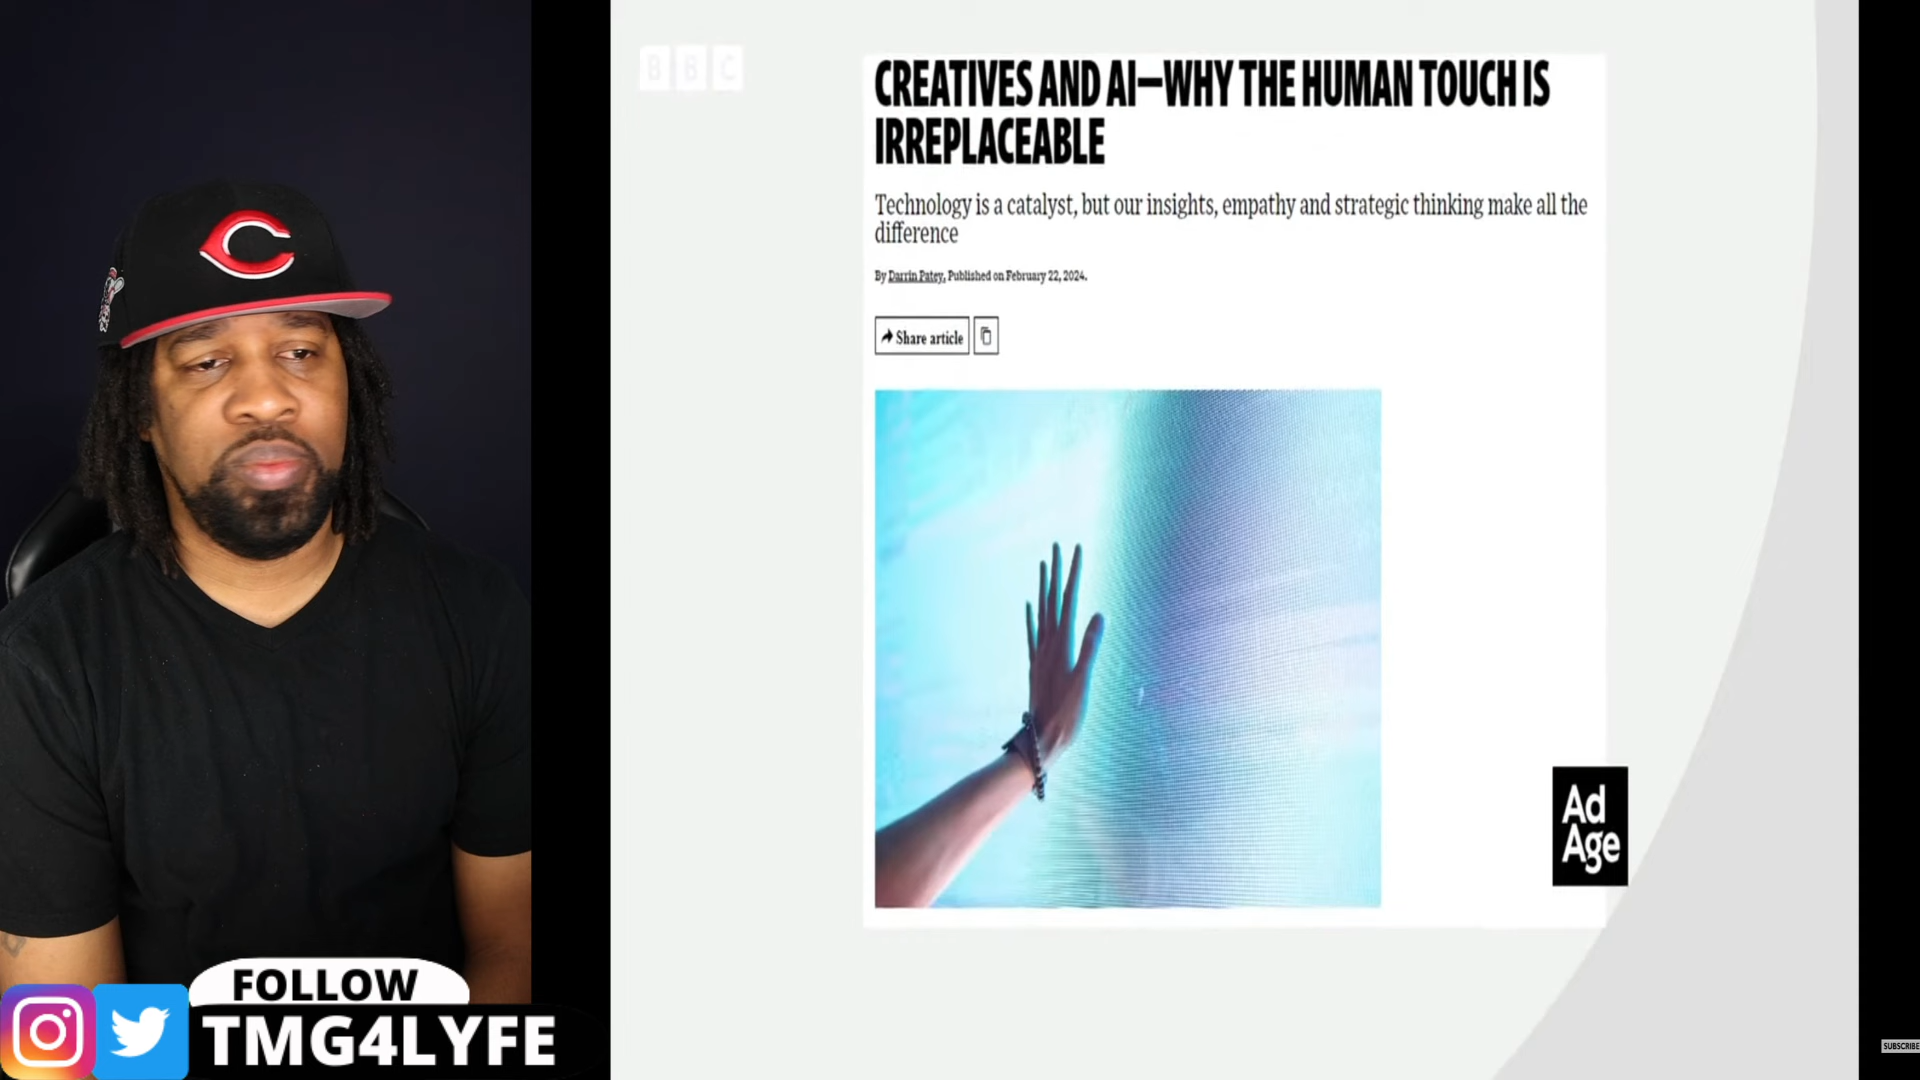 BBC
CREATIVES AND AI—WHY THE HUMAN TOUCH IS
IRREPLACEABLE
Technology is a catalyst, but our insights, empathy and strategic thinking make all the
difference
By Darrin Patey, Published on February 22, 2024.
Share article
Ad
Age
FOLLOW
TMG4LYFE
SUBSCRIBE